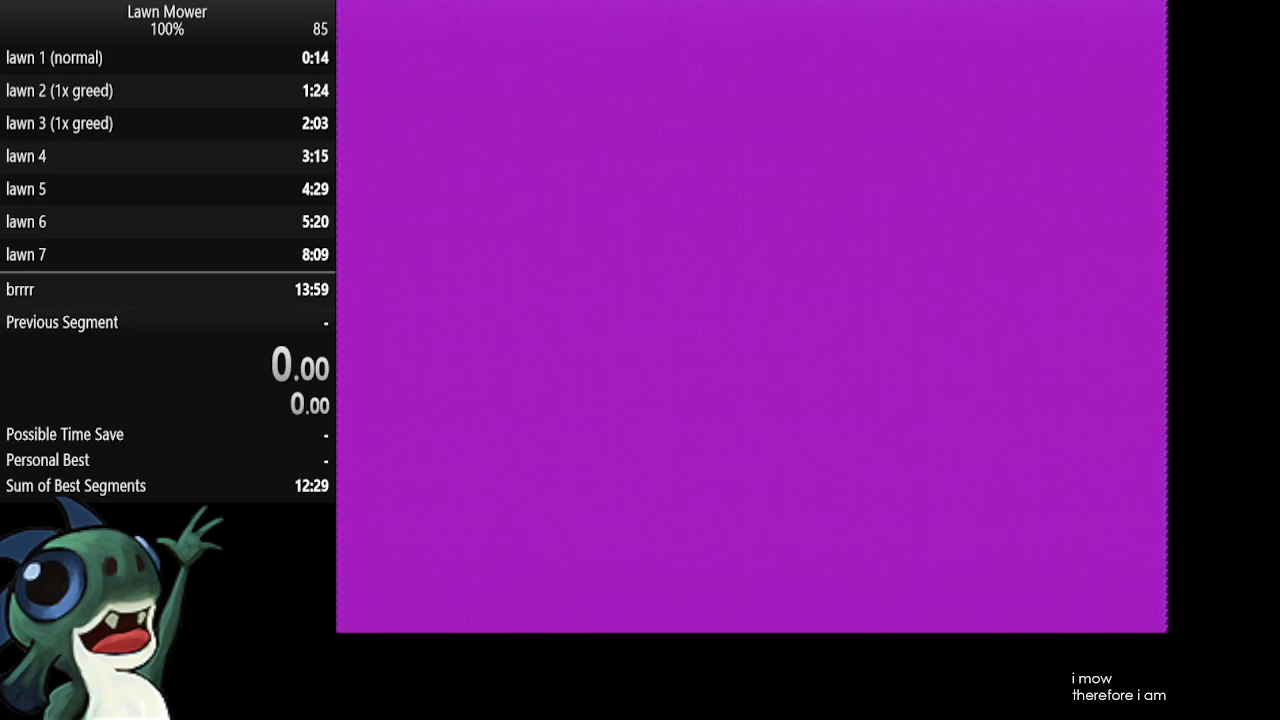 Lawn Mower
100% 85
lawn 1 (normal) 0:14
lawn 2 (1x greed) 1:24
lawn 3 (1x greed) 2:03
lawn 4 3:15
lawn 5 4:29
lawn 6 5:20
lawn 7 8:09
brrrr 13:59
Previous Segment -
0.00
0.00
Possible Time Save -
Personal Best -
Sum of Best Segments 12:29
i mow
therefore i am